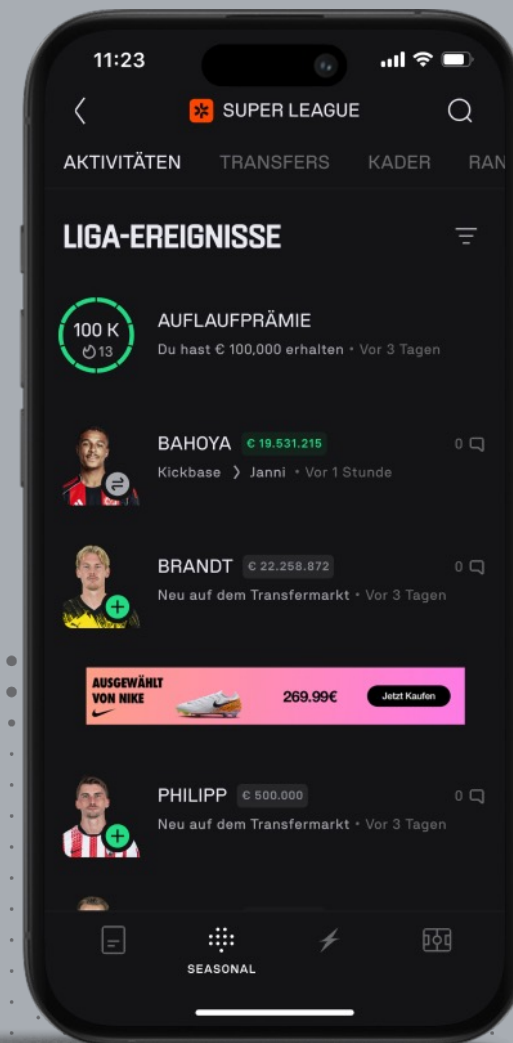 11:23
SUPER LEAGUE
AKTIVITÄTEN TRANSFERS KADER RAN
LIGA-EREIGNISSE
100 K
13
AUFLAUFPRÄMIE
Du hast € 100,000 erhalten • Vor 3 Tagen
BAHOYA € 19.531.215 0
Kickbase > Janni • Vor 1 Stunde
BRANDT € 22.258.872 0
Neu auf dem Transfermarkt • Vor 3 Tagen
AUSGEWÄHLT
VON NIKE
269.99€
Jetzt Kaufen
PHILIPP € 500.000 0
Neu auf dem Transfermarkt • Vor 3 Tagen
SEASONAL